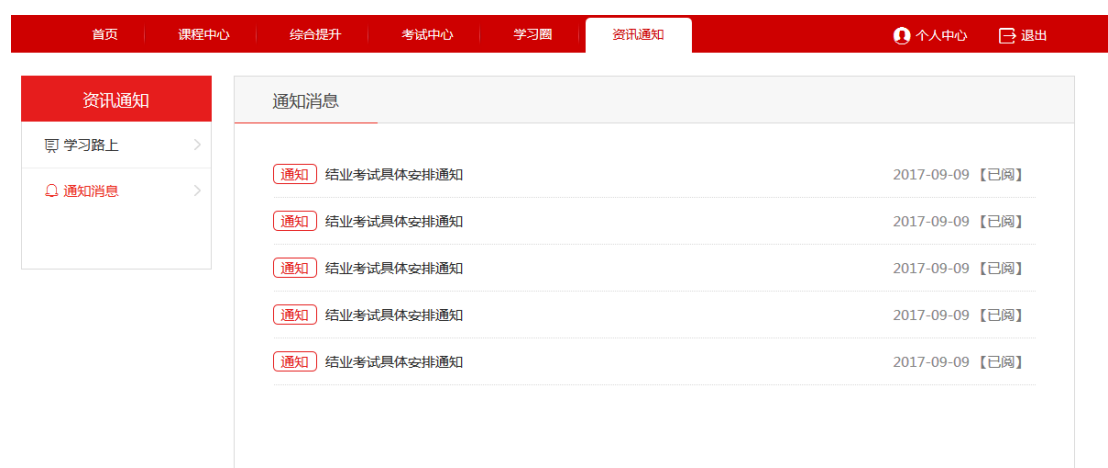 首页 课程中心 综合提升 考试中心 学习圈 资讯通知 个人中心 退出
资讯通知
学习路上
通知消息
通知消息
通知 结业考试具体安排通知 2017-09-09 【已阅】
通知 结业考试具体安排通知 2017-09-09 【已阅】
通知 结业考试具体安排通知 2017-09-09 【已阅】
通知 结业考试具体安排通知 2017-09-09 【已阅】
通知 结业考试具体安排通知 2017-09-09 【已阅】